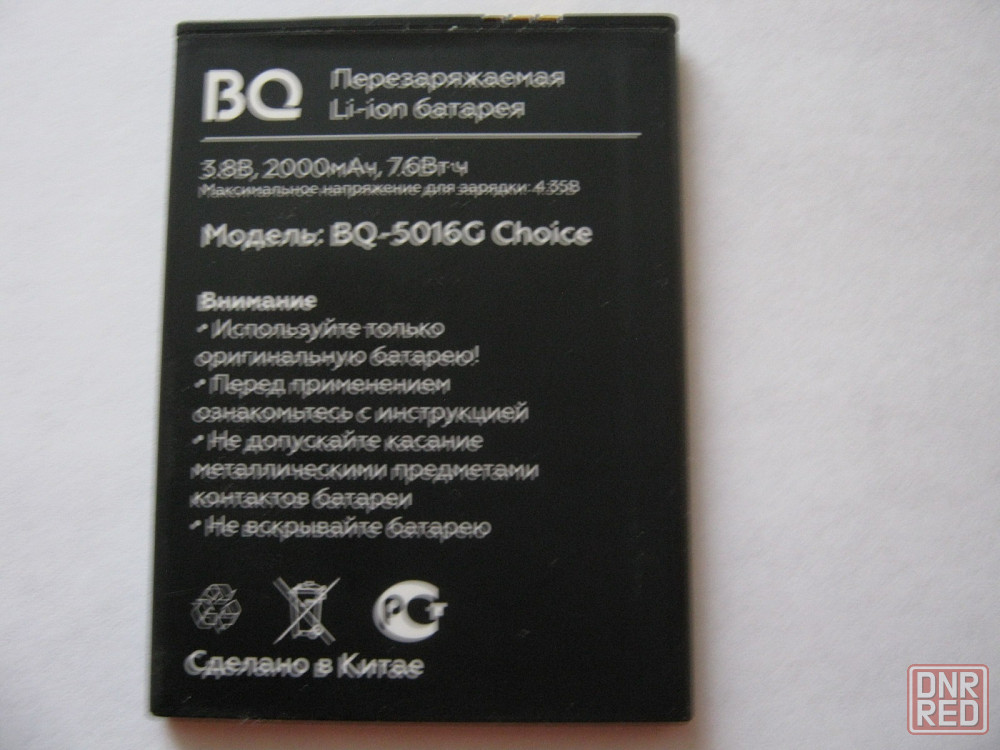 BQ
Перезаряжаемая
Li-ion батарея
3.8В, 2000мАч, 7.6Вт·ч
Максимальное напряжение для зарядки: 4.35В
Модель: BQ-5016G Choice
Внимание
• Используйте только
оригинальную батарею!
• Перед применением
ознакомьтесь с инструкцией
• Не допускайте касание
металлическими предметами
контактов батареи
• Не вскрывайте батарею
РСТ
Сделано в Китае
DNR
RED